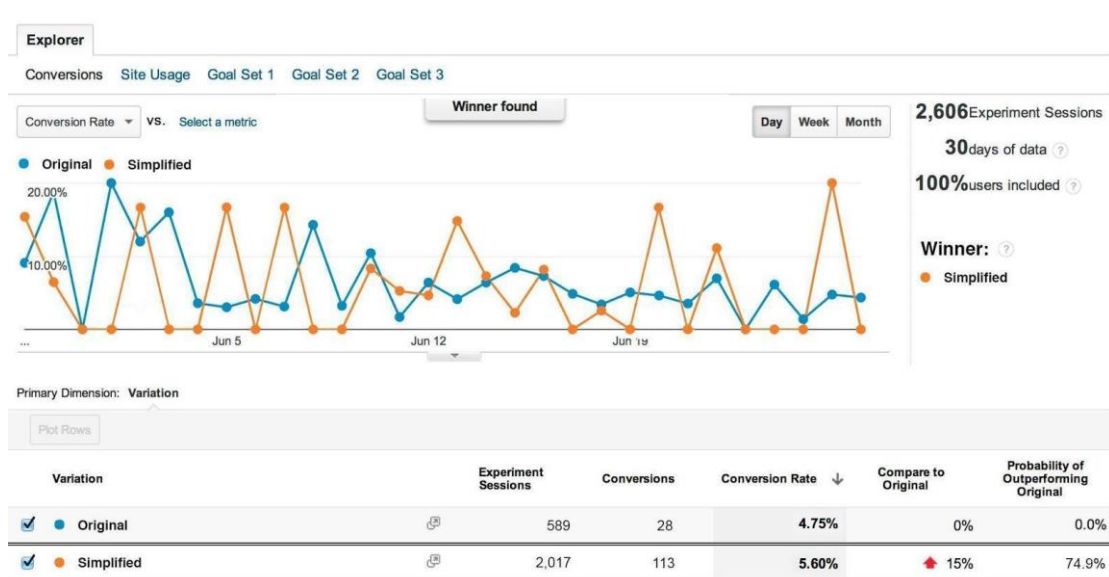 Explorer
Conversions Site Usage Goal Set 1 Goal Set 2 Goal Set 3
Conversion Rate VS. Select a metric
Winner found
Day Week Month
2,606 Experiment Sessions
30 days of data ?
100% users included ?
Original Simplified
20.00%
10.00%
Winner: ?
Simplified
... Jun 5 Jun 12 Jun 19
Primary Dimension: Variation
Plot Rows
Variation Experiment Sessions Conversions Conversion Rate Compare to Original Probability of Outperforming Original
Original 589 28 4.75% 0% 0.0%
Simplified 2,017 113 5.60% 15% 74.9%